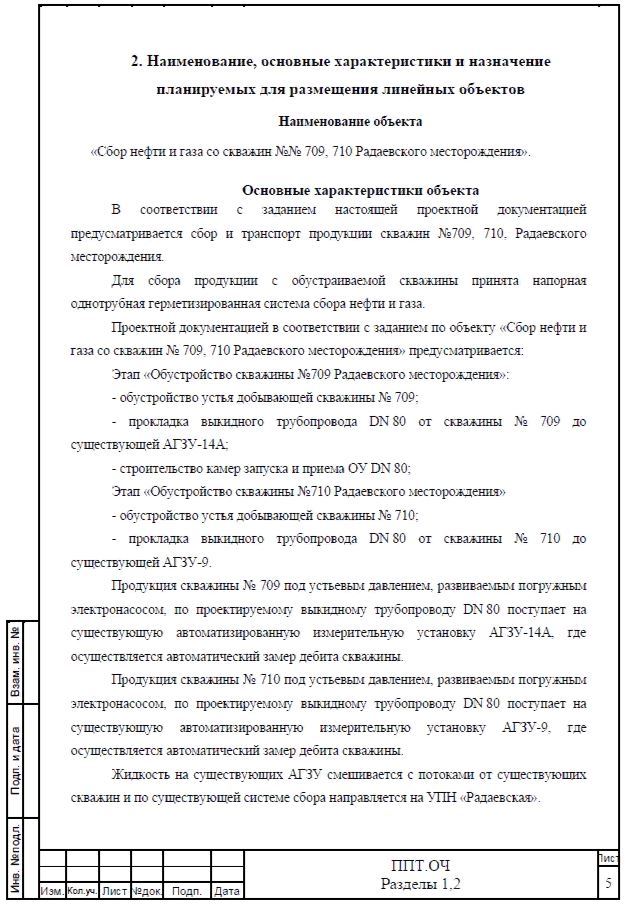 2. Наименование, основные характеристики и назначение
планируемых для размещения линейных объектов
Наименование объекта
«Сбор нефти и газа со скважин №№ 709, 710 Радаевского месторождения».
Основные характеристики объекта
В соответствии с заданием настоящей проектной документацией
предусматривается сбор и транспорт продукции скважин №709, 710, Радаевского
месторождения.
Для сбора продукции с обустраиваемой скважины принята напорная
однотрубная герметизированная система сбора нефти и газа.
Проектной документацией в соответствии с заданием по объекту «Сбор нефти и
газа со скважин № 709, 710 Радаевского месторождения» предусматривается:
Этап «Обустройство скважины №709 Радаевского месторождения»:
- обустройство устья добывающей скважины № 709;
- прокладка выкидного трубопровода DN 80 от скважины № 709 до
существующей АГЗУ-14А;
- строительство камер запуска и приема ОУ DN 80;
Этап «Обустройство скважины №710 Радаевского месторождения»
- обустройство устья добывающей скважины № 710;
- прокладка выкидного трубопровода DN 80 от скважины № 710 до
существующей АГЗУ-9.
Продукция скважины № 709 под устьевым давлением, развиваемым погружным
электронасосом, по проектируемому выкидному трубопроводу DN 80 поступает на
существующую автоматизированную измерительную установку АГЗУ-14А, где
осуществляется автоматический замер дебита скважины.
Продукция скважины № 710 под устьевым давлением, развиваемым погружным
электронасосом, по проектируемому выкидному трубопроводу DN 80 поступает на
существующую автоматизированную измерительную установку АГЗУ-9, где
осуществляется автоматический замер дебита скважины.
Жидкость на существующих АГЗУ смешивается с потоками от существующих
скважин и по существующей системе сбора направляется на УПН «Радаевская».
Взам. инв. №
Подп. и дата
Инв. №подл.
Изм. Кол.уч. Лист №док. Подп. Дата
ППТ.ОЧ
Разделы 1,2
Лист
5